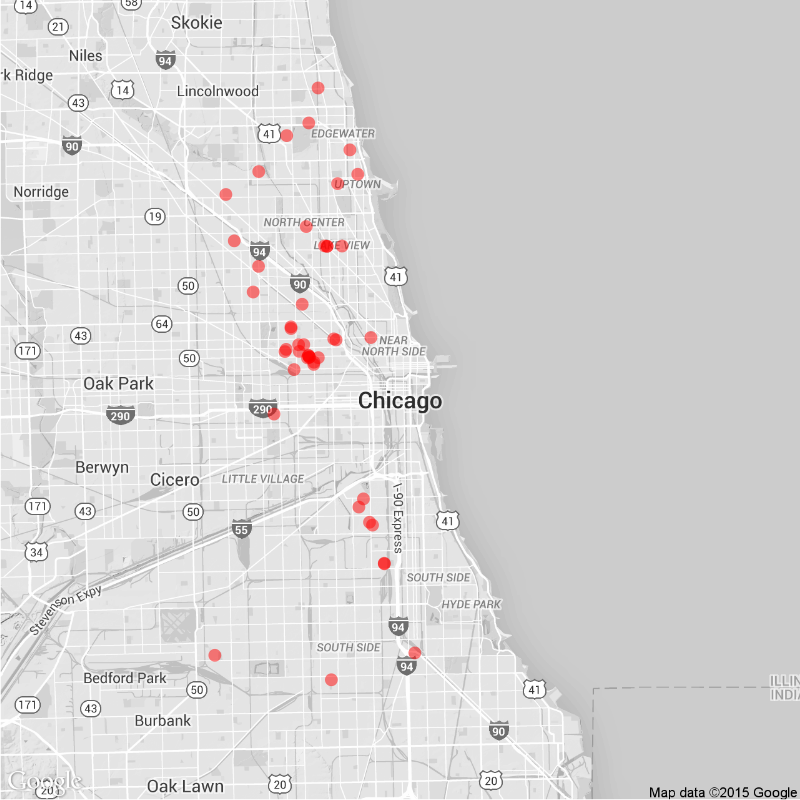 14
58
Skokie
21
Niles
94
rk Ridge
14
Lincolnwood
43
41
EDGEWATER
90
Norridge
UPTOWN
19
NORTH CENTER
94
LAKE VIEW
41
50
90
64
43
171
50
NEAR
NORTH SIDE
Oak Park
290
290
Chicago
Berwyn
Cicero
LITTLE VILLAGE
171
43
50
I-90 Express
41
55
34
SOUTH SIDE
Stevenson Expy
HYDE PARK
94
SOUTH SIDE
94
Bedford Park
50
41
ILLIN
INDIA
171
43
Burbank
90
Google
20
Oak Lawn
20
20
Map data ©2015 Google